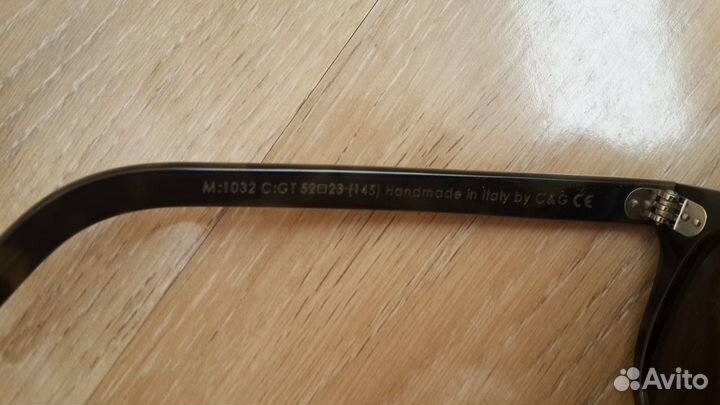 M:1032 C:GT 52□23 (145) Handmade in Italy by C&G CE
Avito